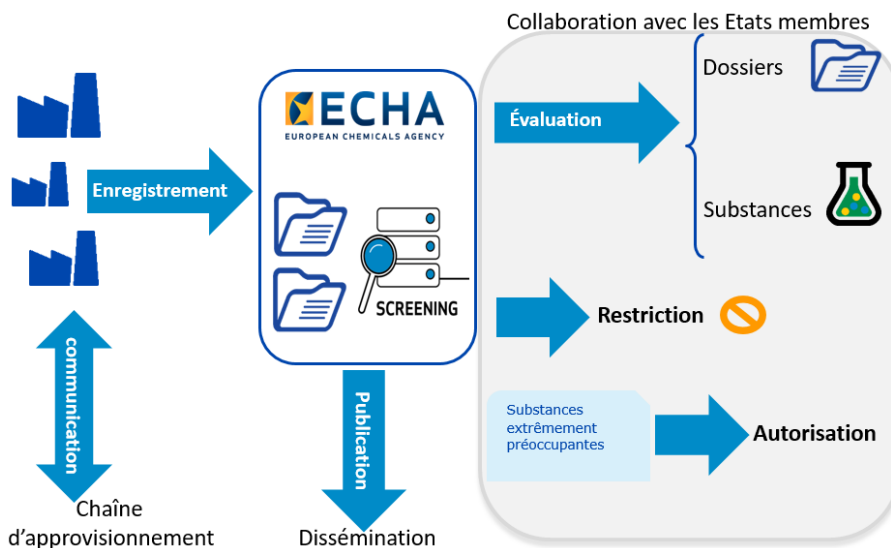 Collaboration avec les Etats membres
Dossiers
ECHA
EUROPEAN CHEMICALS AGENCY
Évaluation
Enregistrement
Substances
SCREENING
Restriction
communication
Publication
Substances
extrêmement
préoccupantes
Autorisation
Chaîne
d’approvisionnement
Dissémination